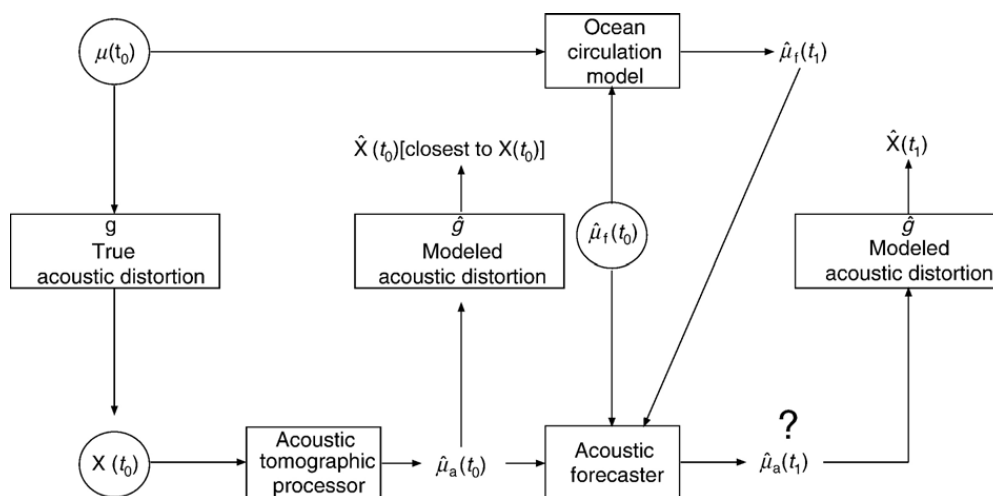 μ(t₀)
Ocean
circulation
model
μ̂f(t₁)
X̂ (t₀)[closest to X(t₀)]
X̂(t₁)
g
True
acoustic distortion
ĝ
Modeled
acoustic distortion
μ̂f(t₀)
ĝ
Modeled
acoustic distortion
X (t₀)
Acoustic
tomographic
processor
μ̂a(t₀)
Acoustic
forecaster
?
μ̂a(t₁)